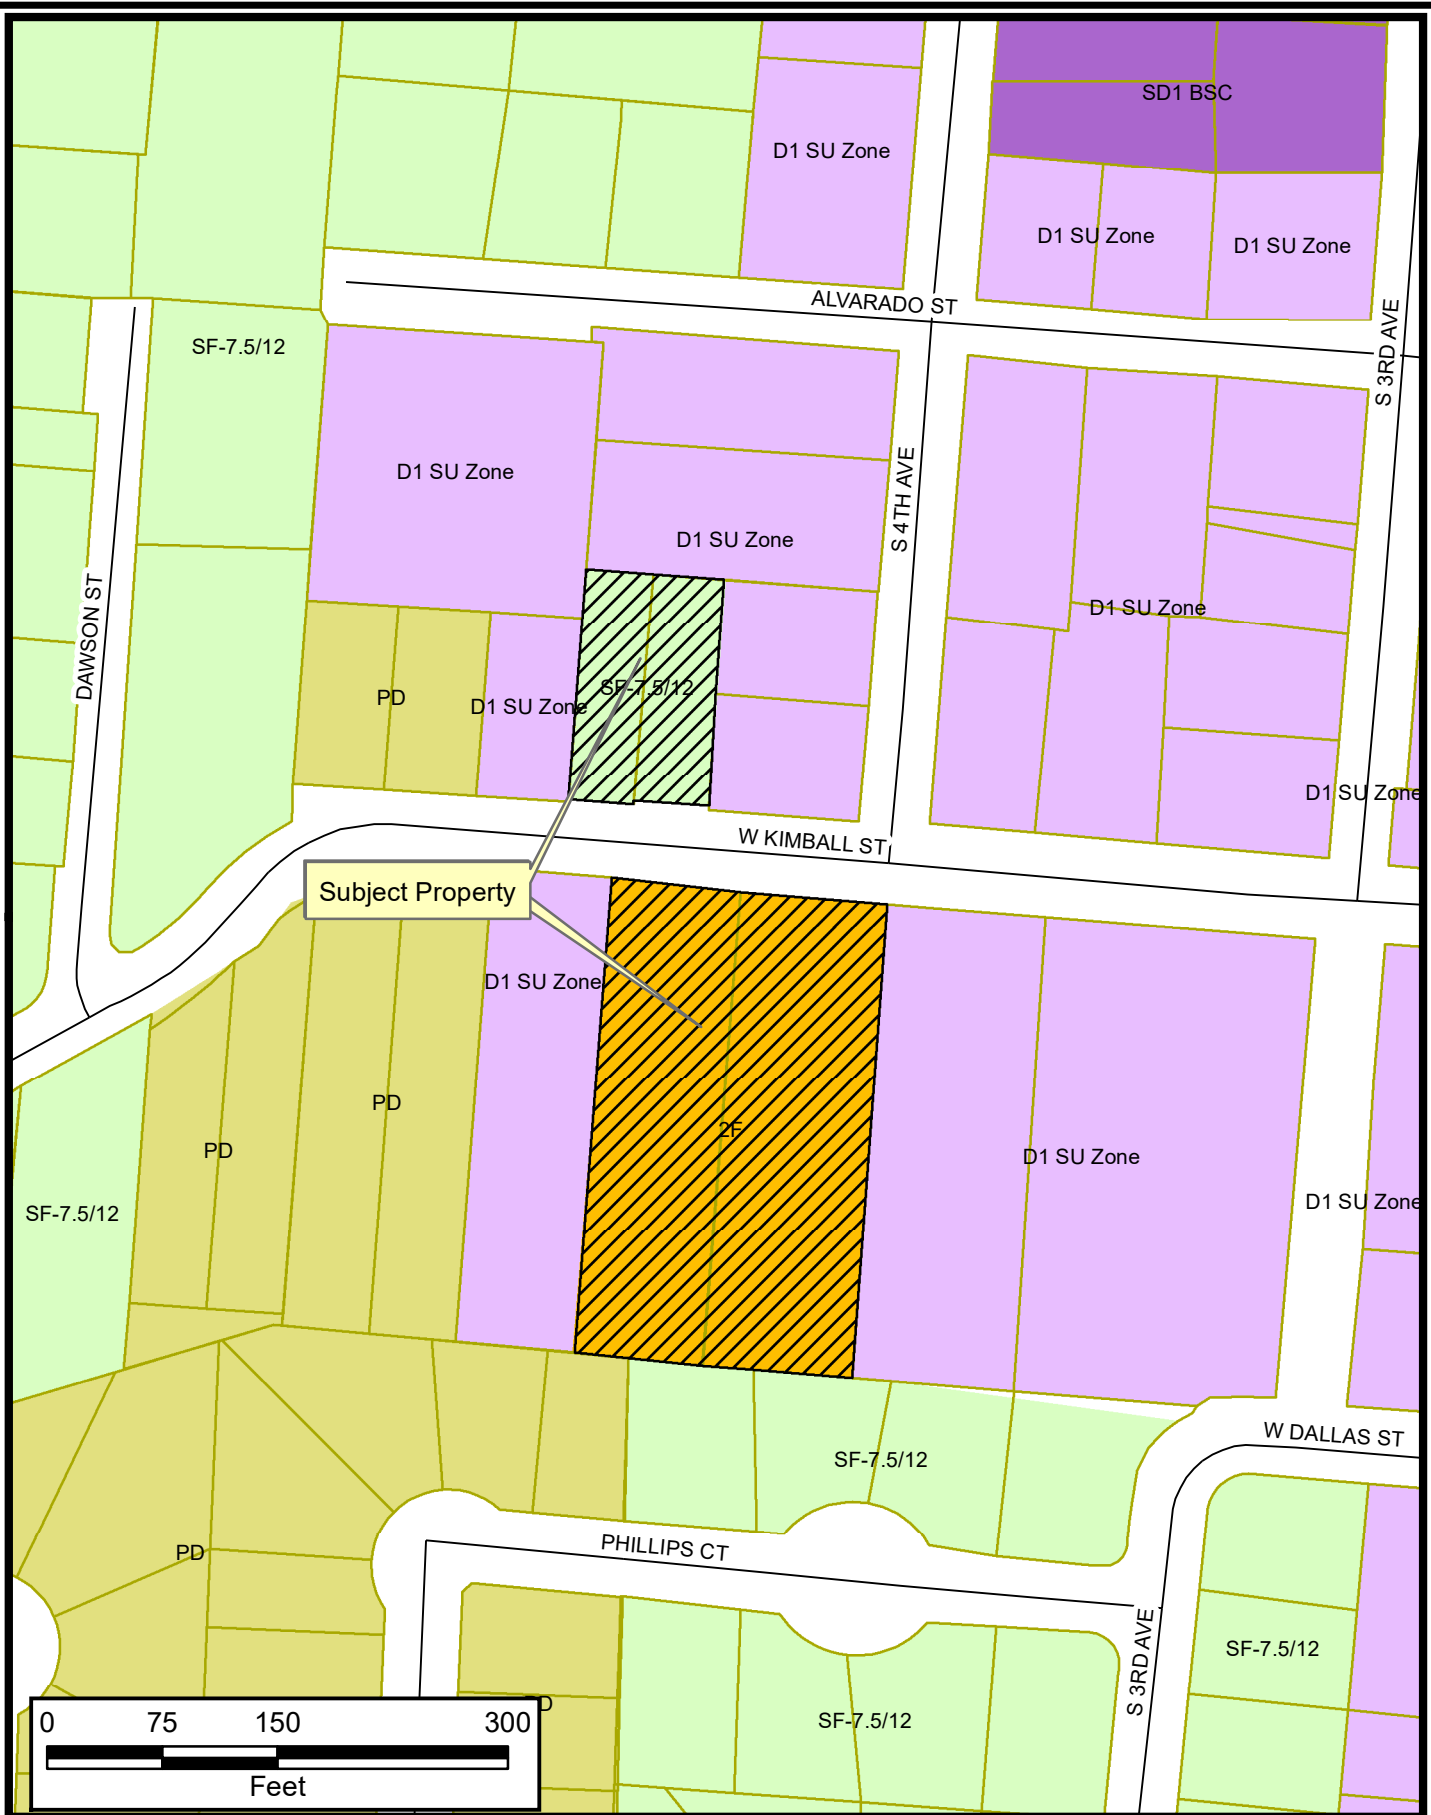 SD1 BSC
D1 SU Zone
D1 SU Zone
D1 SU Zone
ALVARADO ST
S 3RD AVE
SF-7.5/12
D1 SU Zone
S 4TH AVE
D1 SU Zone
D1 SU Zone
DAWSON ST
PD
D1 SU Zone
SF-7.5/12
D1 SU Zone
W KIMBALL ST
Subject Property
D1 SU Zone
PD
2F
PD
D1 SU Zone
D1 SU Zone
SF-7.5/12
W DALLAS ST
SF-7.5/12
PHILLIPS CT
PD
S 3RD AVE
SF-7.5/12
SF-7.5/12
0 75 150 300
Feet